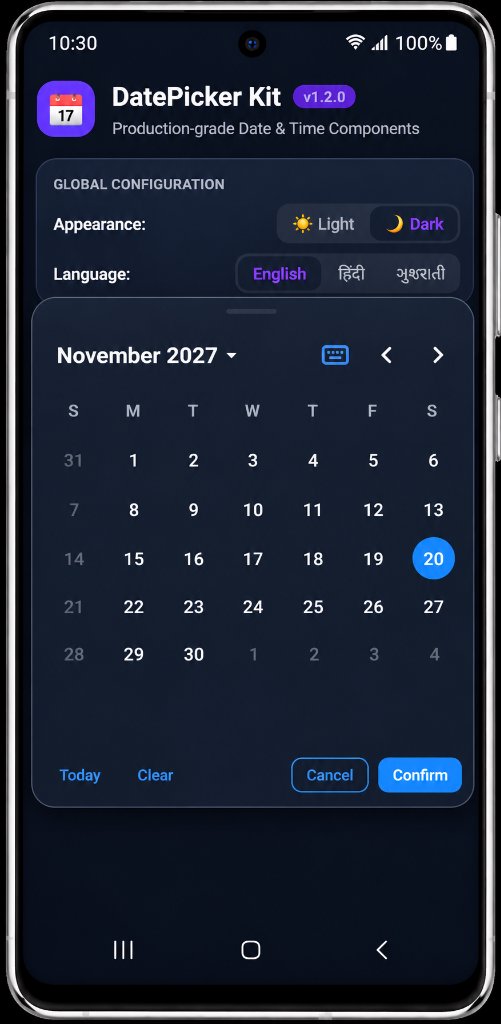 10:30 100%
17
DatePicker Kit v1.2.0
Production-grade Date & Time Components
GLOBAL CONFIGURATION
Appearance: Light Dark
Language: English हिंदी ગુજરાતી
November 2027
S M T W T F S
31 1 2 3 4 5 6
7 8 9 10 11 12 13
14 15 16 17 18 19 20
21 22 23 24 25 26 27
28 29 30 1 2 3 4
Today Clear Cancel Confirm